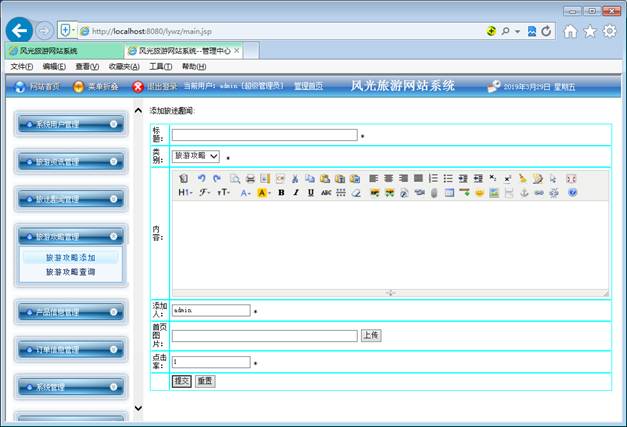 http://localhost:8080/lywz/main.jsp
风光旅游网站系统
风光旅游网站系统--管理中心
文件(F) 编辑(E) 查看(V) 收藏夹(A) 工具(T) 帮助(H)
网站首页 菜单折叠 退出登录 当前用户：admin [超级管理员] 管理首页 风光旅游网站系统 2019年3月29日 星期五
添加旅途趣闻:
系统用户管理
旅游资讯管理
旅途趣闻管理
旅游攻略管理
旅游攻略添加
旅游攻略查询
产品信息管理
订单信息管理
系统管理
标题： *
类别： 旅游攻略 *
内容：
添加人： admin *
首页图片： 上传
点击率： 1 *
提交 重置